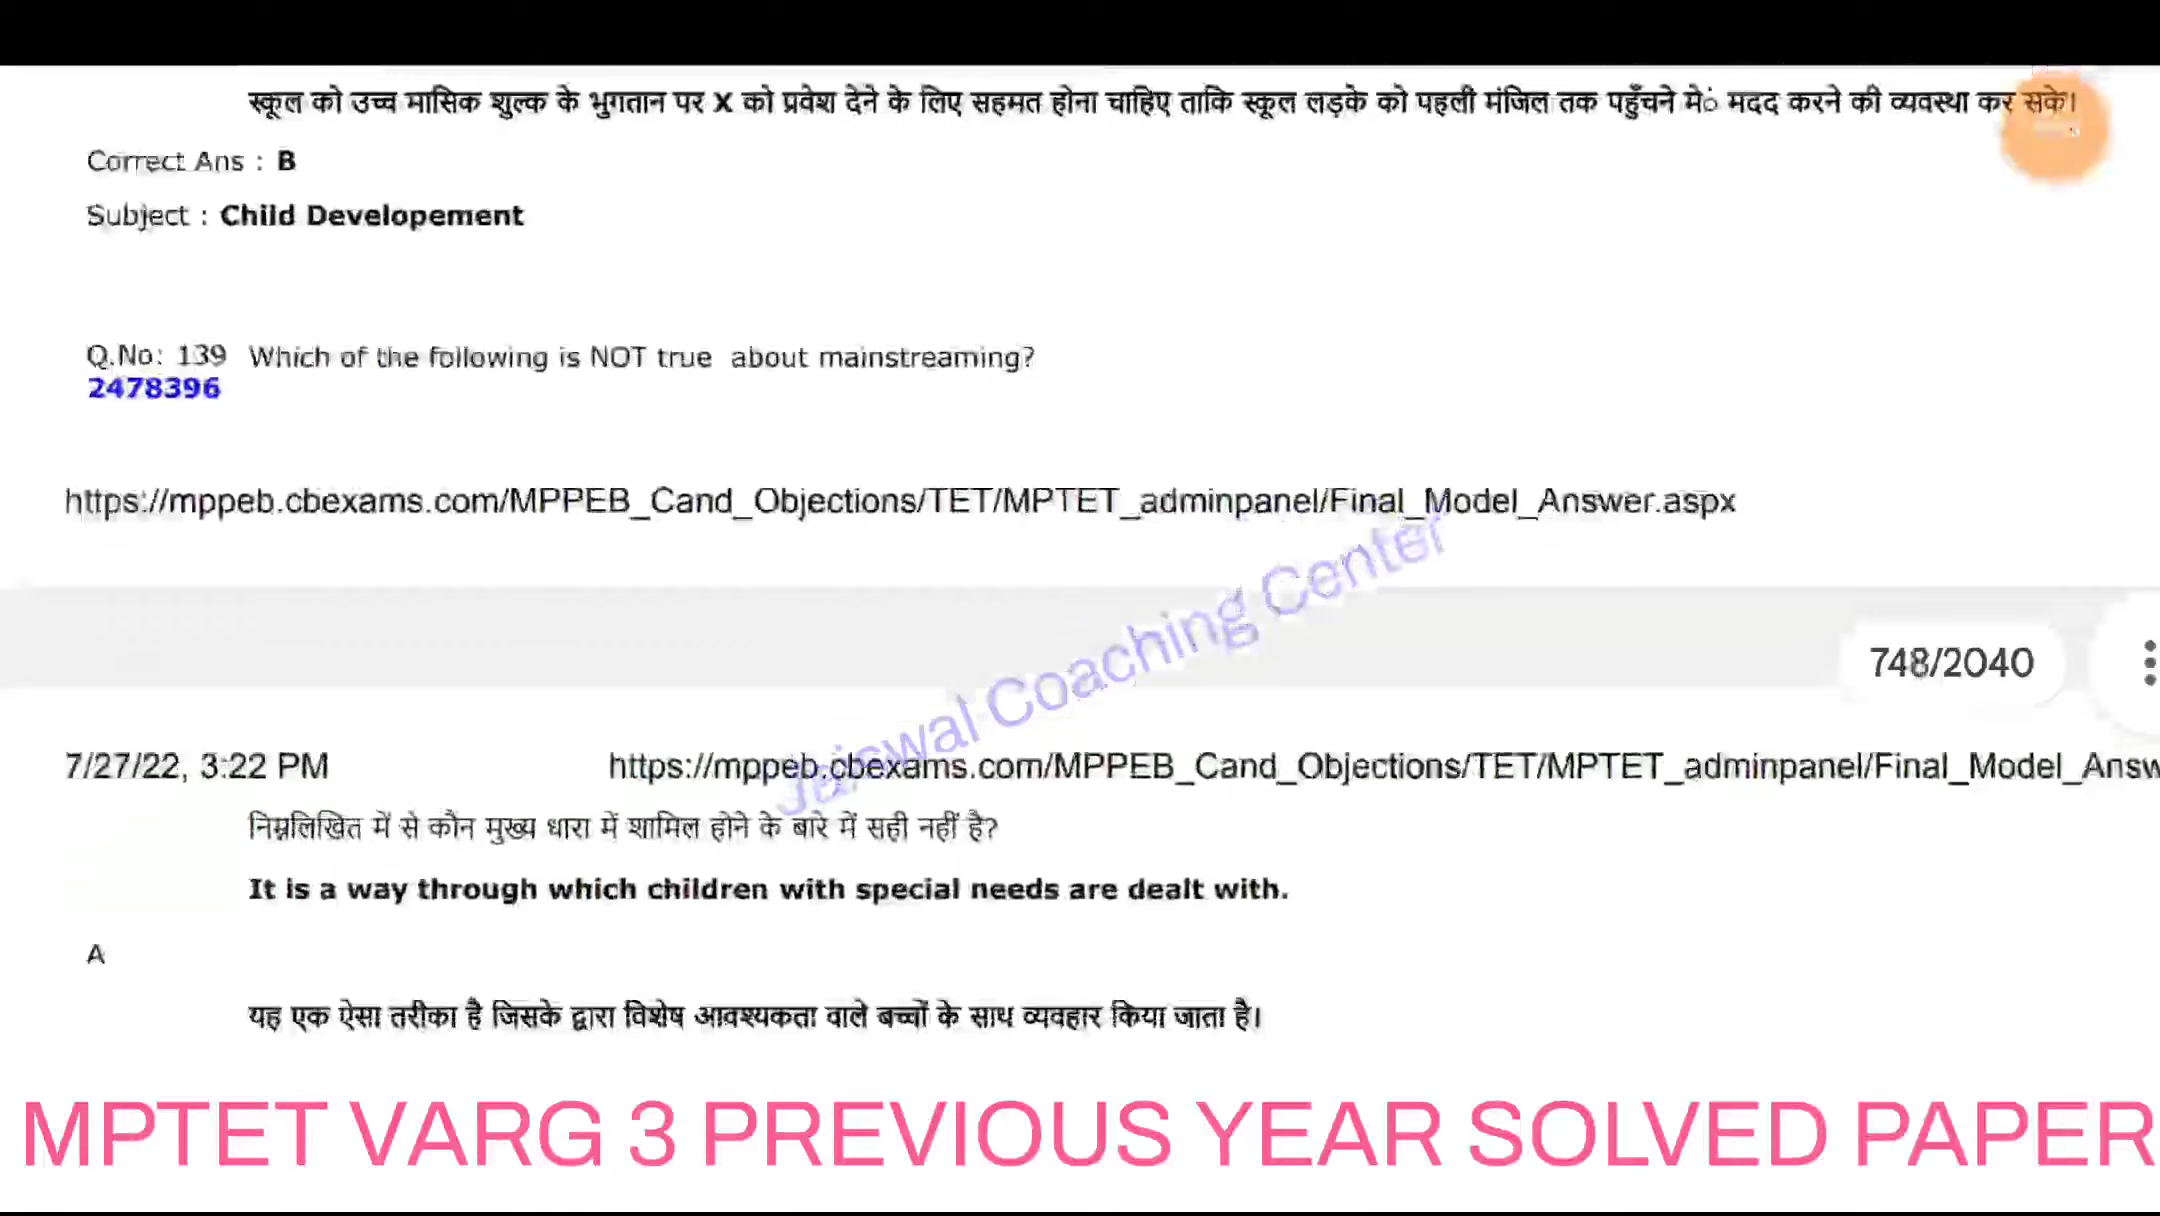 स्कूल को उच्च मासिक शुल्क के भुगतान पर X को प्रवेश देने के लिए सहमत होना चाहिए ताकि स्कूल लड़के को पहली मंजिल तक पहुँचने में मदद करने की व्यवस्था कर सके।
Correct Ans : B
Subject : Child Developement
Q.No: 139 Which of the following is NOT true about mainstreaming?
2478396
https://mppeb.cbexams.com/MPPEB_Cand_Objections/TET/MPTET_adminpanel/Final_Model_Answer.aspx
Jaiswal Coaching Center
748/2040
7/27/22, 3:22 PM https://mppeb.cbexams.com/MPPEB_Cand_Objections/TET/MPTET_adminpanel/Final_Model_Answ
निम्नलिखित में से कौन मुख्य धारा में शामिल होने के बारे में सही नहीं है?
It is a way through which children with special needs are dealt with.
A
यह एक ऐसा तरीका है जिसके द्वारा विशेष आवश्यकता वाले बच्चों के साथ व्यवहार किया जाता है।
MPTET VARG 3 PREVIOUS YEAR SOLVED PAPER